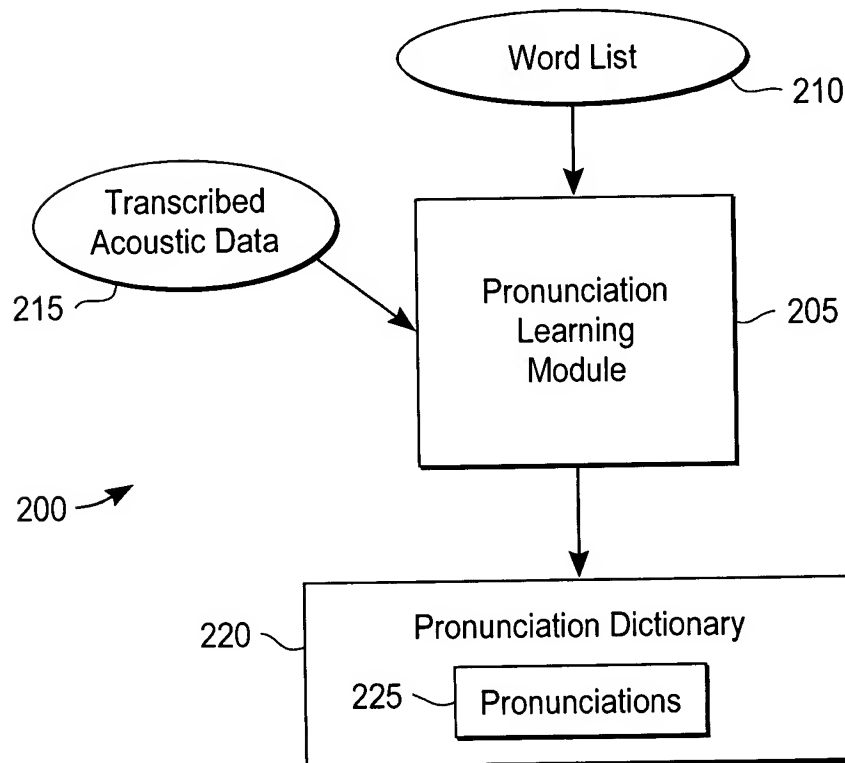 Word List
210
Transcribed
Acoustic Data
215
Pronunciation
Learning
Module
205
200
220
Pronunciation Dictionary
225
Pronunciations